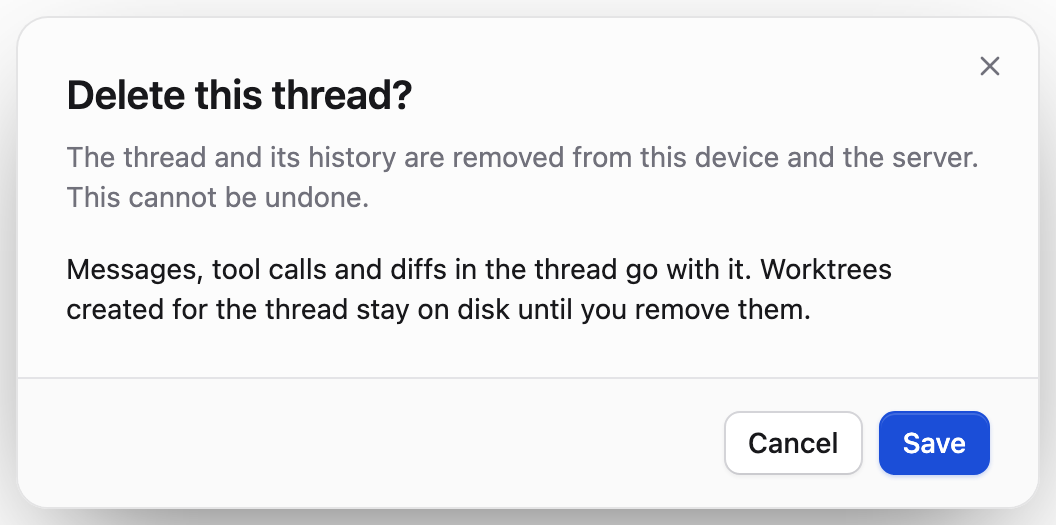 Delete this thread?
The thread and its history are removed from this device and the server.
This cannot be undone.
Messages, tool calls and diffs in the thread go with it. Worktrees
created for the thread stay on disk until you remove them.
Cancel
Save